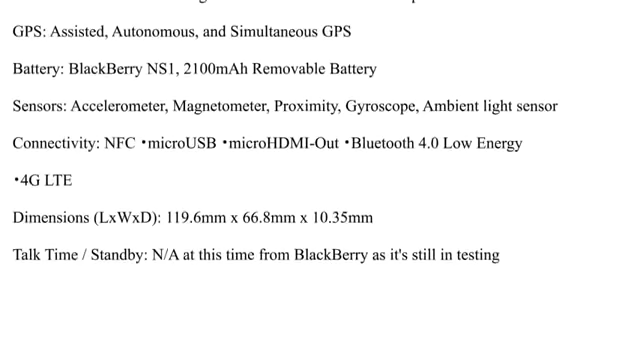 GPS: Assisted, Autonomous, and Simultaneous GPS
Battery: BlackBerry NS1, 2100mAh Removable Battery
Sensors: Accelerometer, Magnetometer, Proximity, Gyroscope, Ambient light sensor
Connectivity: NFC •microUSB •microHDMI-Out •Bluetooth 4.0 Low Energy
•4G LTE
Dimensions (LxWxD): 119.6mm x 66.8mm x 10.35mm
Talk Time / Standby: N/A at this time from BlackBerry as it's still in testing